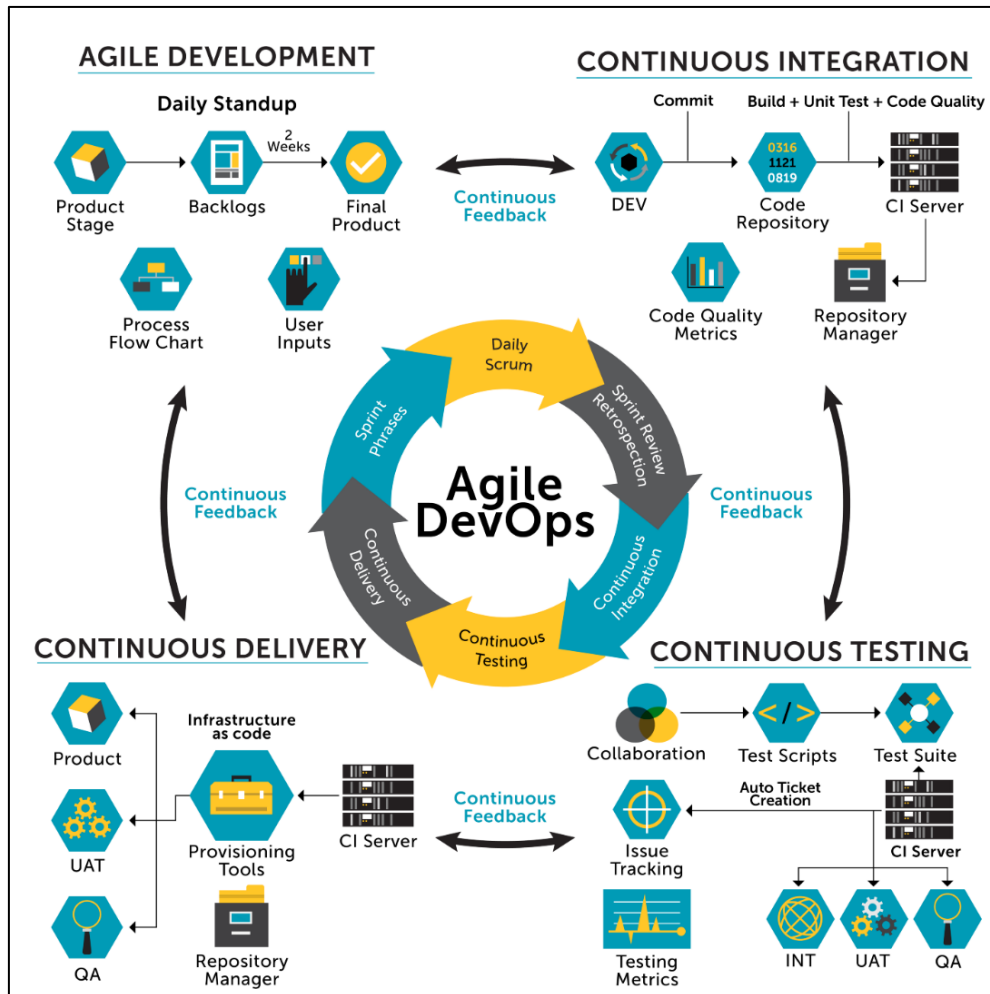 AGILE DEVELOPMENT
Daily Standup
2
Weeks
Product
Stage
Backlogs
Final
Product
Process
Flow Chart
User
Inputs
Continuous
Feedback
CONTINUOUS INTEGRATION
Commit
Build + Unit Test + Code Quality
0316
1121
0819
DEV
Code
Repository
CI Server
Code Quality
Metrics
Repository
Manager
Daily
Scrum
Sprint Review
Retrospection
Continuous
Integration
Continuous
Testing
Continuous
Delivery
Sprint
Phrases
Agile
DevOps
Continuous
Feedback
Continuous
Feedback
CONTINUOUS DELIVERY
Product
Infrastructure
as code
UAT
Provisioning
Tools
CI Server
QA
Repository
Manager
Continuous
Feedback
CONTINUOUS TESTING
Collaboration
</>
Test Scripts
Test Suite
Auto Ticket
Creation
Issue
Tracking
CI Server
Testing
Metrics
INT
UAT
QA